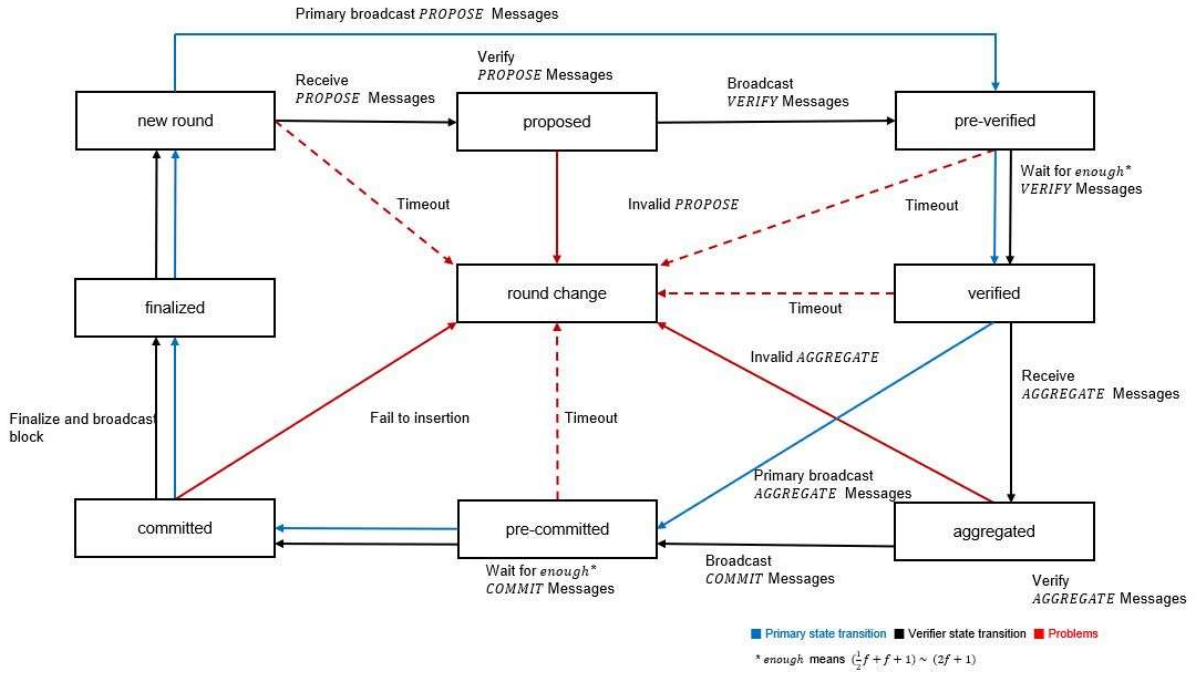 Primary broadcast PROPOSE Messages
Verify
PROPOSE Messages
Receive
PROPOSE Messages
Broadcast
VERIFY Messages
new round
proposed
pre-verified
Wait for enough*
VERIFY Messages
Timeout
Invalid PROPOSE
Timeout
finalized
round change
verified
Timeout
Invalid AGGREGATE
Receive
AGGREGATE Messages
Finalize and broadcast
block
Fail to insertion
Timeout
Primary broadcast
AGGREGATE Messages
committed
pre-committed
aggregated
Wait for enough*
COMMIT Messages
Broadcast
COMMIT Messages
Verify
AGGREGATE Messages
Primary state transition
Verifier state transition
Problems
* enough means (1/2 f + f + 1) ~ (2f + 1)